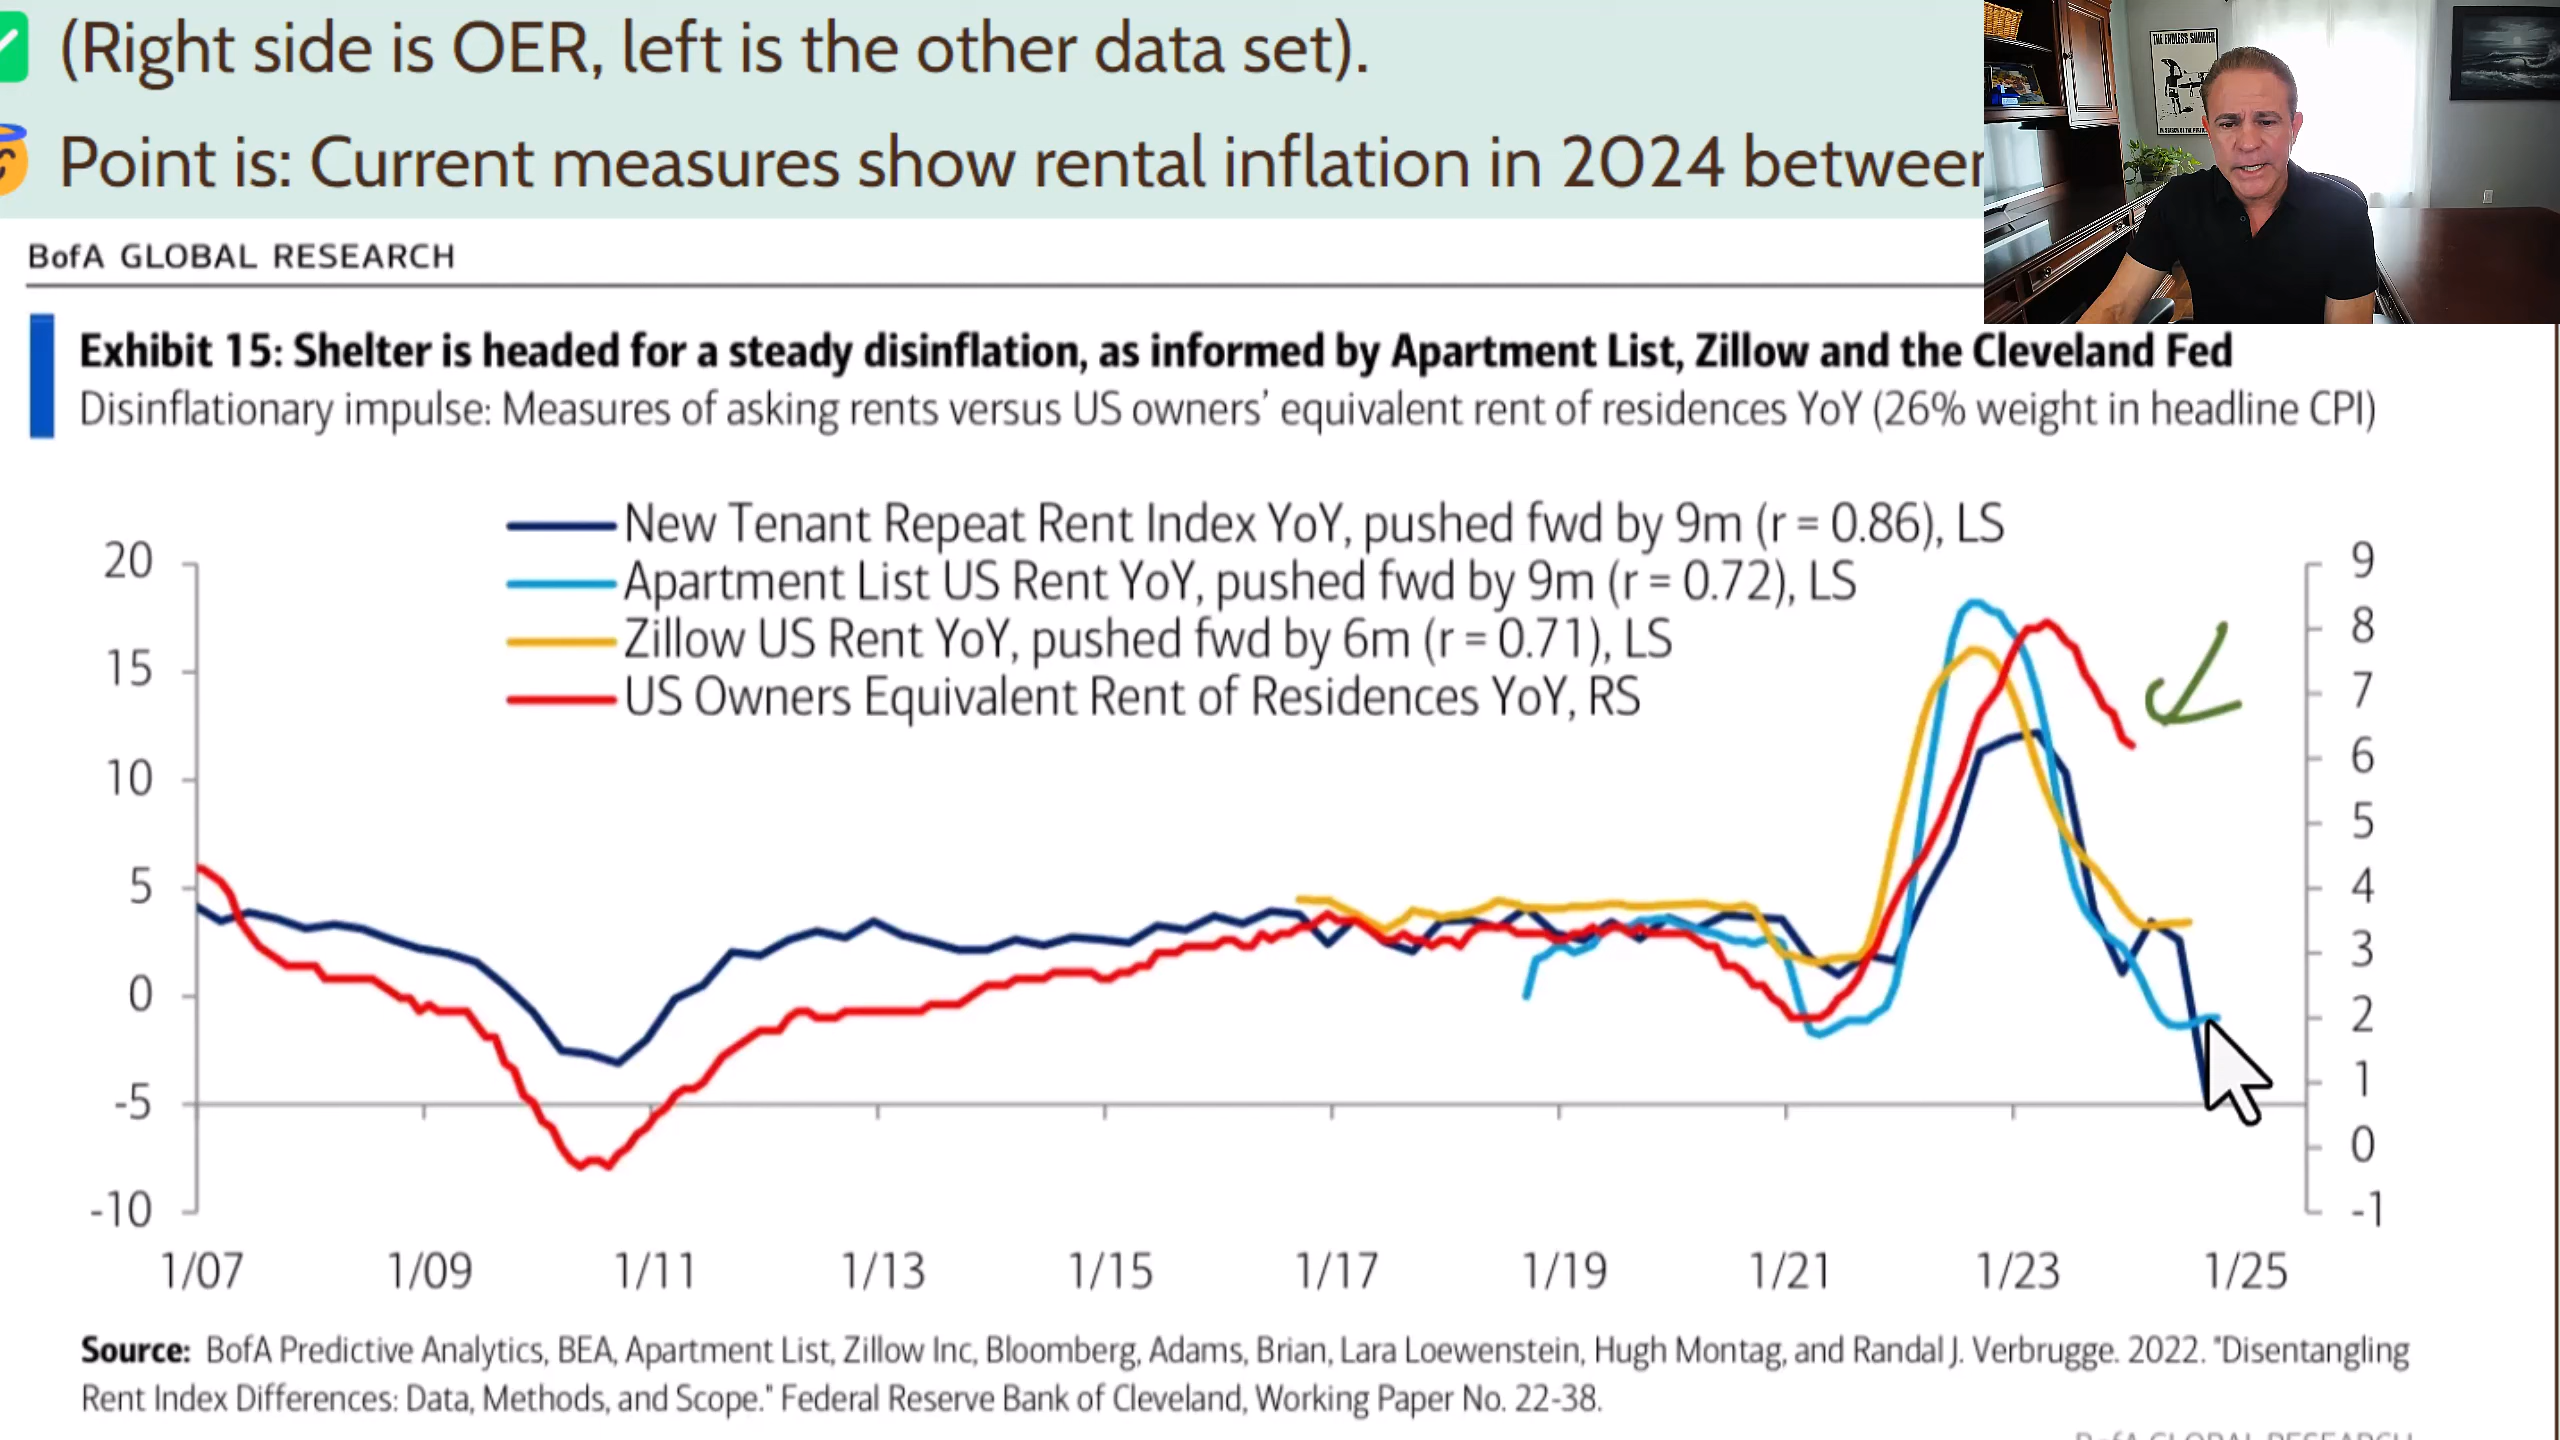 (Right side is OER, left is the other data set).
Point is: Current measures show rental inflation in 2024 between
THE ENDLESS SUMMER
BofA GLOBAL RESEARCH
Exhibit 15: Shelter is headed for a steady disinflation, as informed by Apartment List, Zillow and the Cleveland Fed
Disinflationary impulse: Measures of asking rents versus US owners' equivalent rent of residences YoY (26% weight in headline CPI)
New Tenant Repeat Rent Index YoY, pushed fwd by 9m (r = 0.86), LS
Apartment List US Rent YoY, pushed fwd by 9m (r = 0.72), LS
Zillow US Rent YoY, pushed fwd by 6m (r = 0.71), LS
US Owners Equivalent Rent of Residences YoY, RS
20
15
10
5
0
-5
-10
9
8
7
6
5
4
3
2
1
0
-1
1/07 1/09 1/11 1/13 1/15 1/17 1/19 1/21 1/23 1/25
Source: BofA Predictive Analytics, BEA, Apartment List, Zillow Inc, Bloomberg, Adams, Brian, Lara Loewenstein, Hugh Montag, and Randal J. Verbrugge. 2022. "Disentangling
Rent Index Differences: Data, Methods, and Scope." Federal Reserve Bank of Cleveland, Working Paper No. 22-38.
BofA GLOBAL RESEARCH